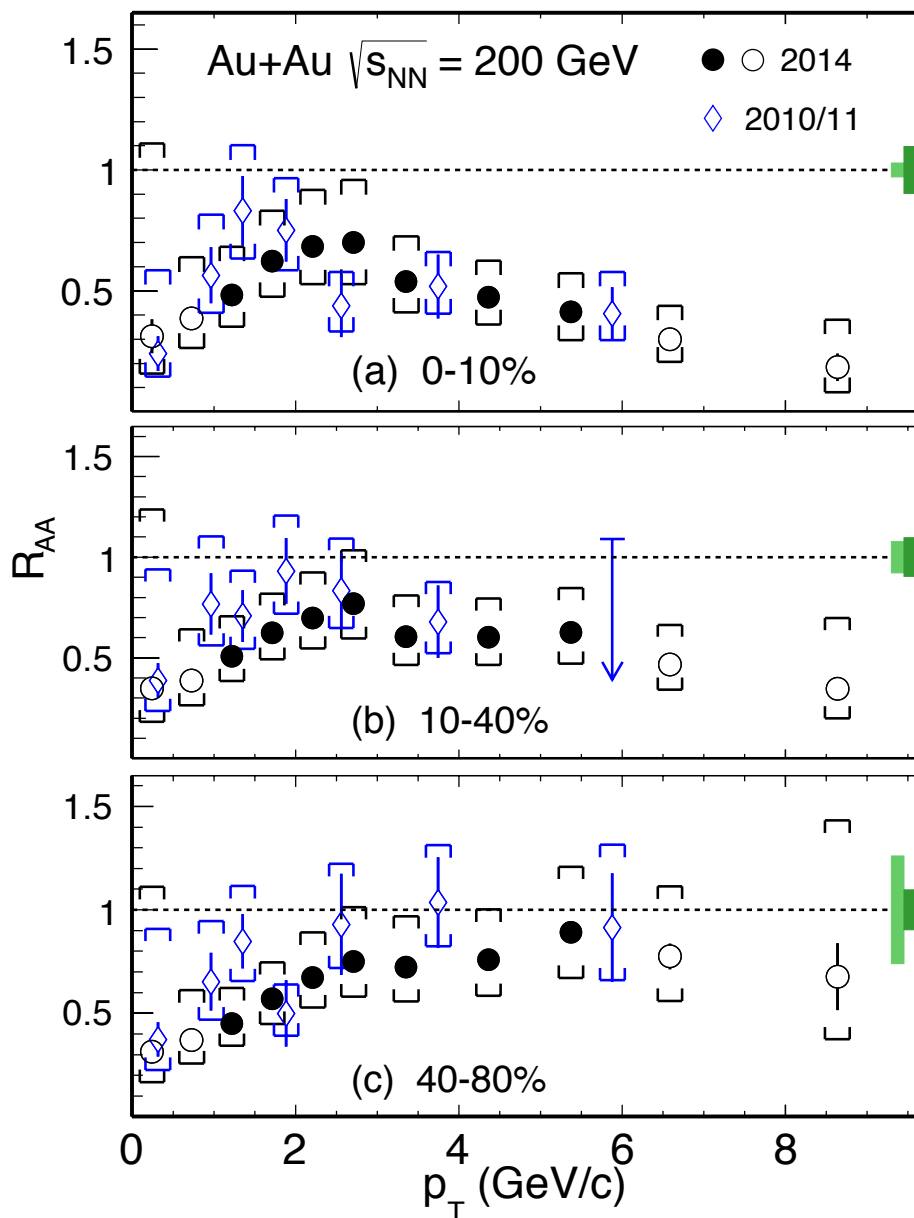 Au+Au √s_NN = 200 GeV
2014
2010/11
1.5
1
0.5
(a) 0-10%
R_AA
1.5
1
0.5
(b) 10-40%
1.5
1
0.5
(c) 40-80%
0 2 4 6 8
p_T (GeV/c)